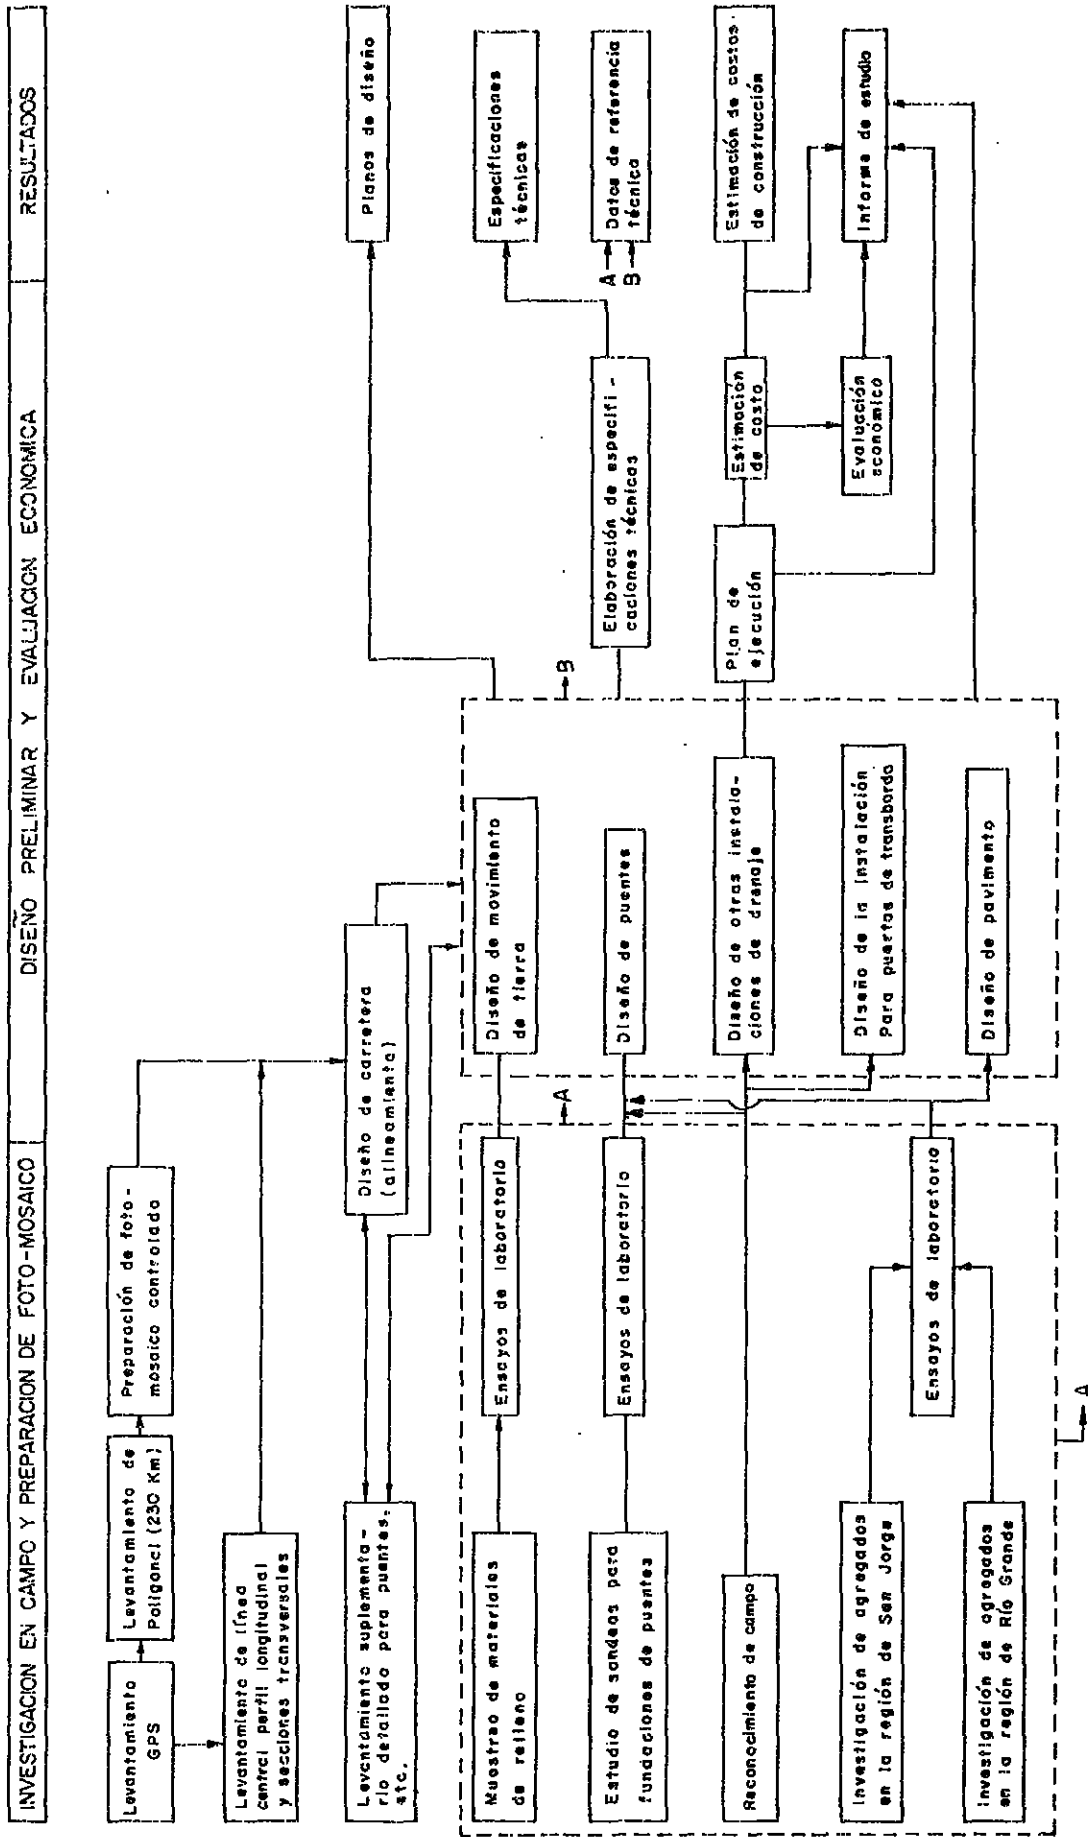 INVESTIGACION EN CAMPO Y PREPARACION DE FOTO-MOSAICO
DISEÑO PRELIMINAR Y EVALUACION ECONOMICA
RESULTADOS
Levantamiento
GPS
Levantamiento de
Poligonal (230 Km)
Preparación de foto-
mosaico controlado
Levantamiento de línea
central perfil longitudinal
y secciones transversales
Levantamiento suplementa-
rio detallado para puentes,
etc.
Diseño de carretera
(alineamiento)
Planos de diseño
Muestreo de materiales
de relleno
Ensayos de laboratorio
Diseño de movimiento
de tierra
Especificaciones
técnicas
A
B
Estudio de sondeos para
fundaciones de puentes
Ensayos de laboratorio
Diseño de puentes
Elaboración de especifi-
caciones técnicas
A
B
Datos de referencia
técnica
Reconocimiento de campo
Diseño de otras instala-
ciones de drenaje
Plan de
ejecución
Estimación
de costo
Estimación de costos
de construcción
Investigación de agregados
en la región de San Jorge
Ensayos de laboratorio
Diseño de la instalación
Para puertas de transbordo
Evalucción
económico
Informe de estudio
Investigación de agregados
en la región de Río Grande
Diseño de pavimento
A